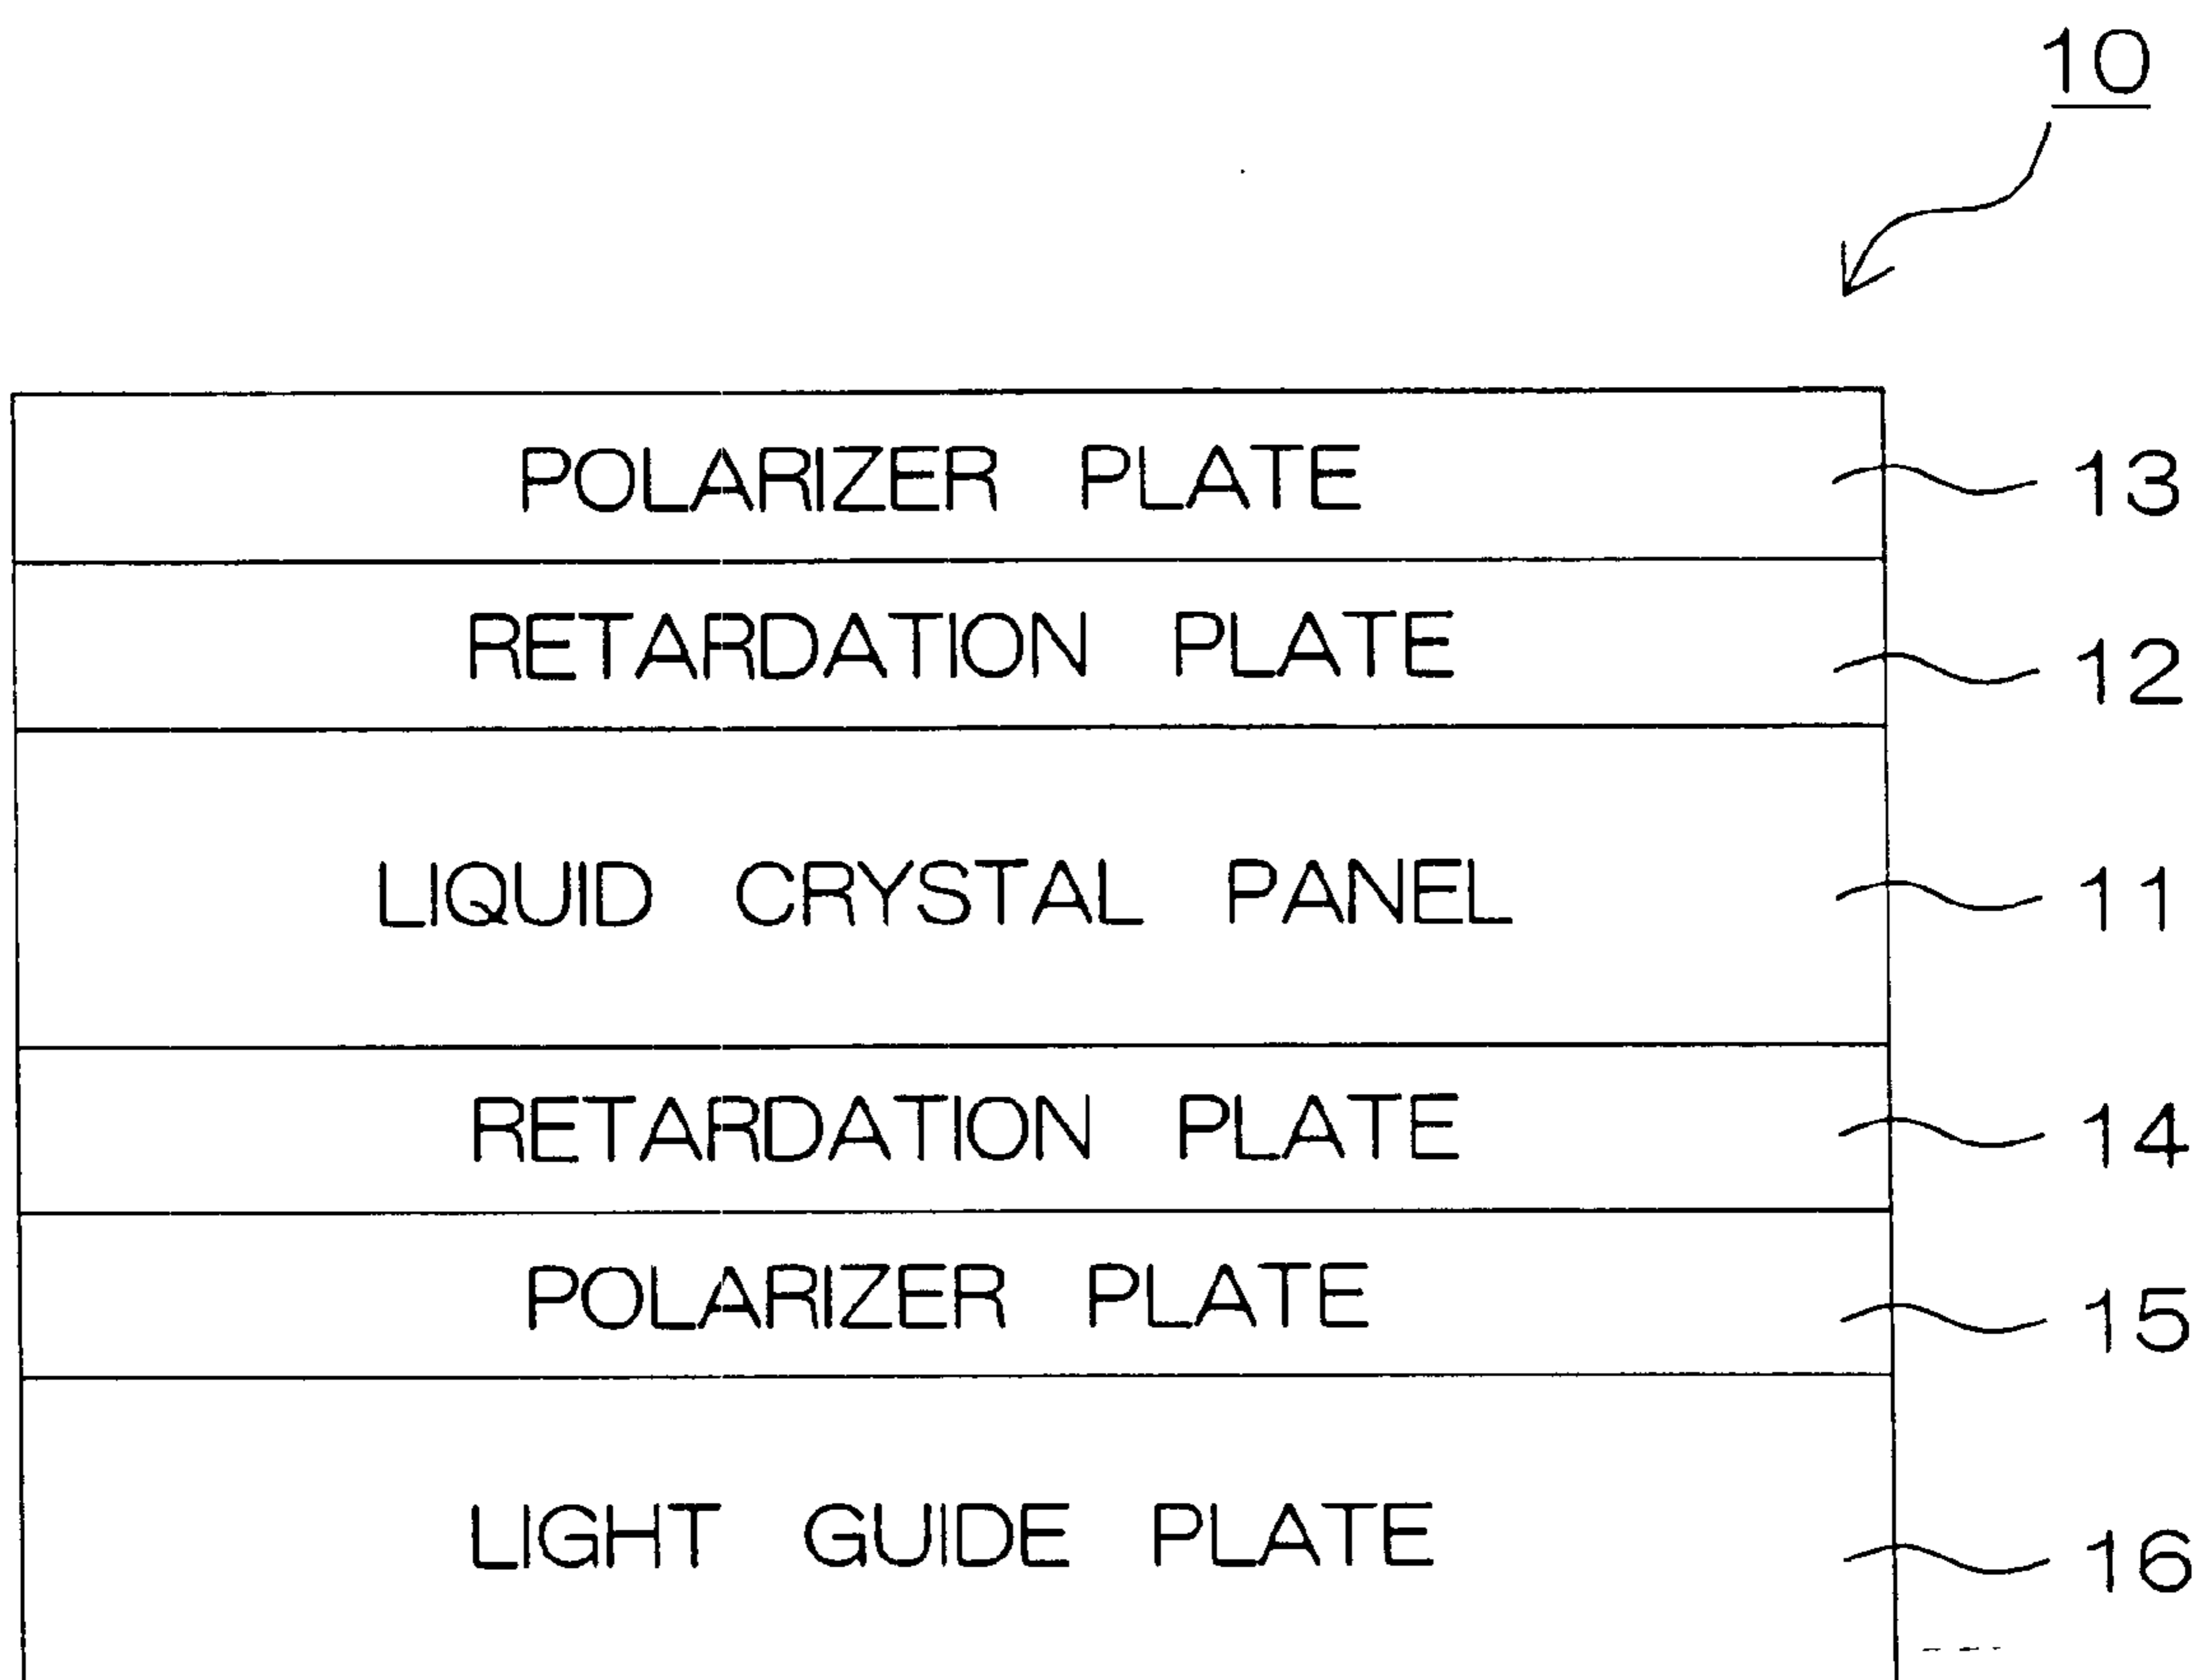 10
POLARIZER PLATE 13
RETARDATION PLATE 12
LIQUID CRYSTAL PANEL 11
RETARDATION PLATE 14
POLARIZER PLATE 15
LIGHT GUIDE PLATE 16